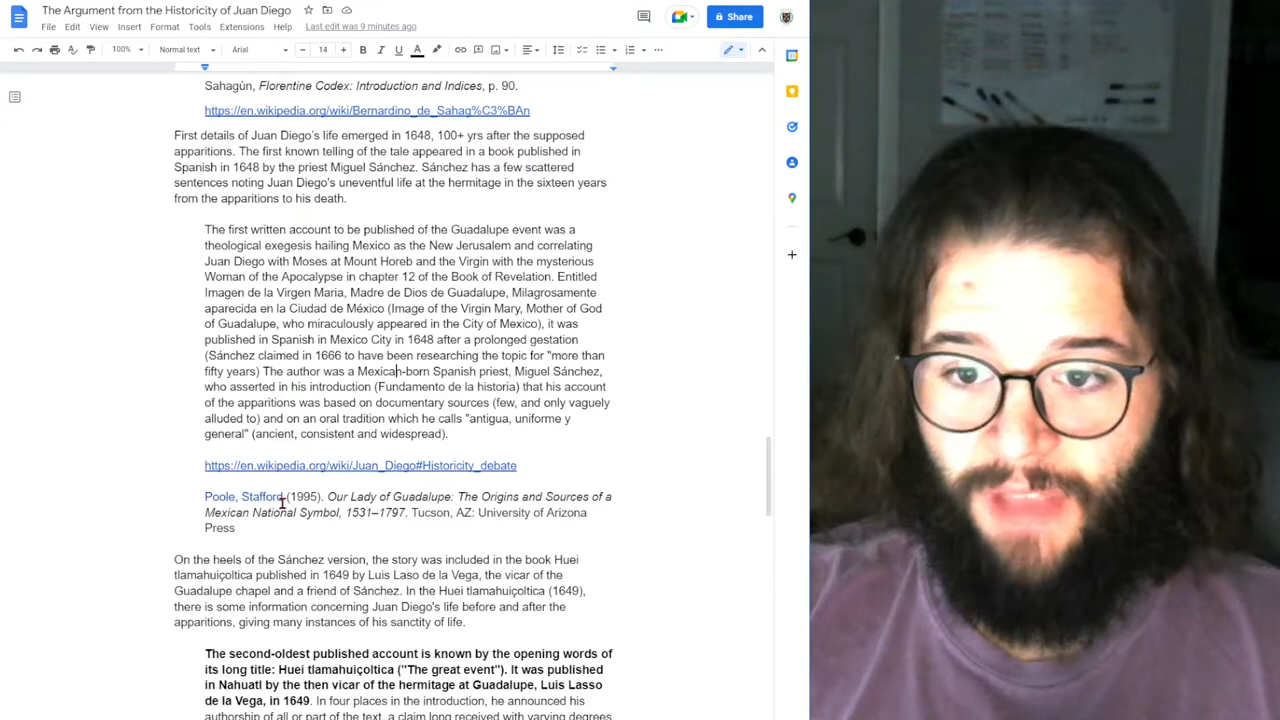 The Argument from the Historicity of Juan Diego
File Edit View Insert Format Tools Extensions Help Last edit was 9 minutes ago
Share
100% Normal text Arial 14 B I U A
Sahagún, Florentine Codex: Introduction and Indices, p. 90.
https://en.wikipedia.org/wiki/Bernardino_de_Sahag%C3%BAn
First details of Juan Diego's life emerged in 1648, 100+ yrs after the supposed
apparitions. The first known telling of the tale appeared in a book published in
Spanish in 1648 by the priest Miguel Sánchez. Sánchez has a few scattered
sentences noting Juan Diego's uneventful life at the hermitage in the sixteen years
from the apparitions to his death.
The first written account to be published of the Guadalupe event was a
theological exegesis hailing Mexico as the New Jerusalem and correlating
Juan Diego with Moses at Mount Horeb and the Virgin with the mysterious
Woman of the Apocalypse in chapter 12 of the Book of Revelation. Entitled
Imagen de la Virgen Maria, Madre de Dios de Guadalupe, Milagrosamente
aparecida en la Ciudad de México (Image of the Virgin Mary, Mother of God
of Guadalupe, who miraculously appeared in the City of Mexico), it was
published in Spanish in Mexico City in 1648 after a prolonged gestation
(Sánchez claimed in 1666 to have been researching the topic for "more than
fifty years) The author was a Mexican-born Spanish priest, Miguel Sánchez,
who asserted in his introduction (Fundamento de la historia) that his account
of the apparitions was based on documentary sources (few, and only vaguely
alluded to) and on an oral tradition which he calls "antigua, uniforme y
general" (ancient, consistent and widespread).
https://en.wikipedia.org/wiki/Juan_Diego#Historicity_debate
Poole, Stafford (1995). Our Lady of Guadalupe: The Origins and Sources of a
Mexican National Symbol, 1531–1797. Tucson, AZ: University of Arizona
Press
On the heels of the Sánchez version, the story was included in the book Huei
tlamahuiçoltica published in 1649 by Luis Laso de la Vega, the vicar of the
Guadalupe chapel and a friend of Sánchez. In the Huei tlamahuiçoltica (1649),
there is some information concerning Juan Diego's life before and after the
apparitions, giving many instances of his sanctity of life.
The second-oldest published account is known by the opening words of
its long title: Huei tlamahuiçoltica ("The great event"). It was published
in Nahuatl by the then vicar of the hermitage at Guadalupe, Luis Lasso
de la Vega, in 1649. In four places in the introduction, he announced his
authorship of all or part of the text, a claim long received with varying degrees